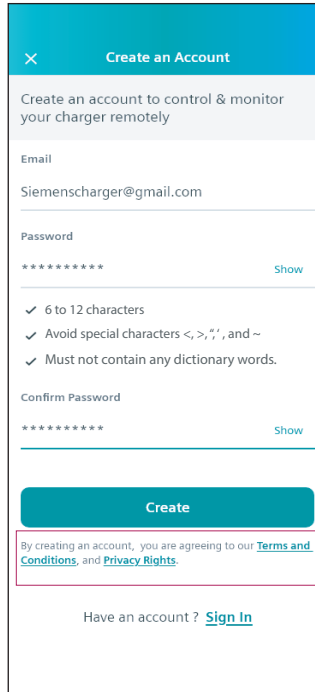 Create an Account
Create an account to control & monitor
your charger remotely
Email
Siemenscharger@gmail.com
Password
********** Show
6 to 12 characters
Avoid special characters <, >, “,‘ , and ~
Must not contain any dictionary words.
Confirm Password
********** Show
Create
By creating an account, you are agreeing to our Terms and
Conditions, and Privacy Rights.
Have an account ? Sign In